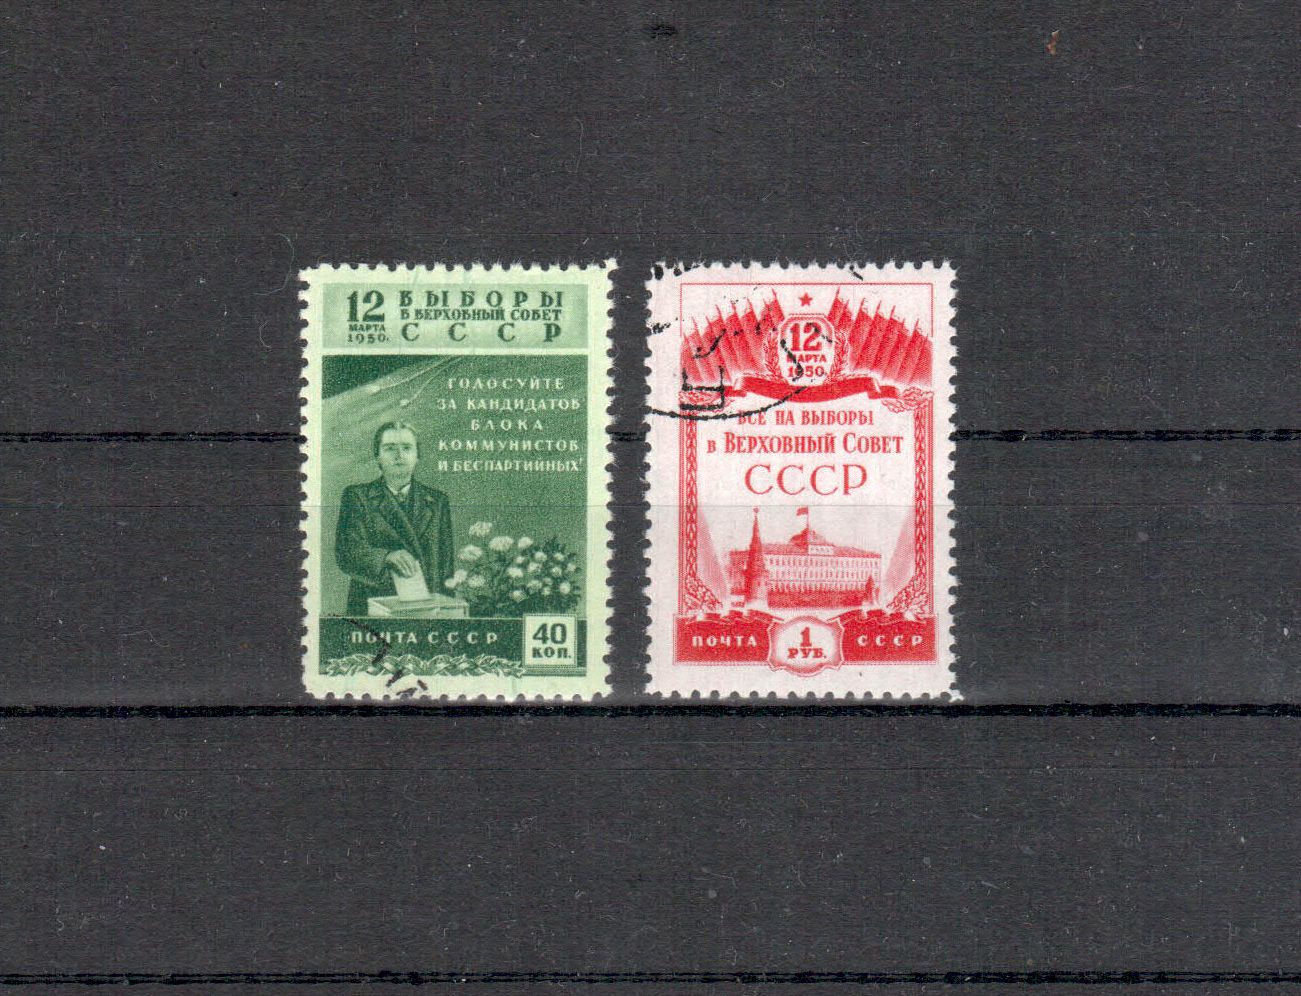 12 ВЫБОРЫ
МАРТА В ВЕРХОВНЫЙ СОВЕТ
1950г. СССР
ГОЛОСУЙТЕ
ЗА КАНДИДАТОВ
БЛОКА
КОММУНИСТОВ
И БЕСПАРТИЙНЫХ!
ПОЧТА СССР
40
КОП.
12
МАРТА
1950г.
ВСЕ НА ВЫБОРЫ
в ВЕРХОВНЫЙ СОВЕТ
СССР
ПОЧТА 1 СССР
РУБ.